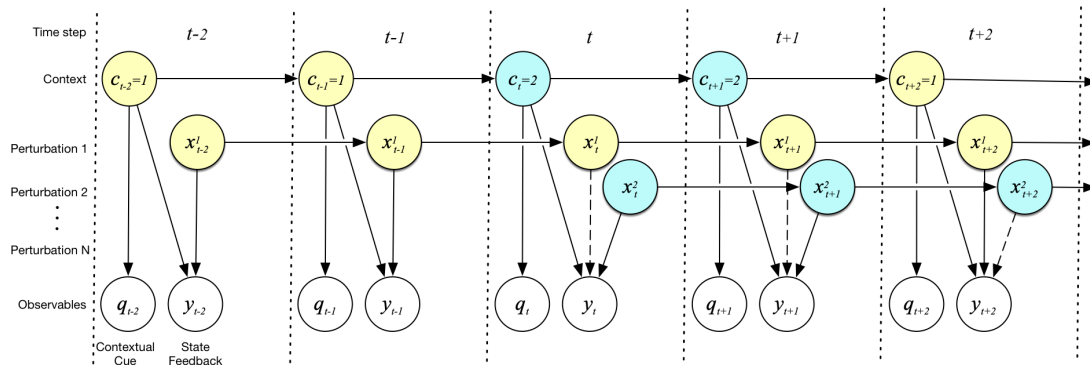 Time step t-2 t-1 t t+1 t+2
Context c_{t-2}=1 c_{t-1}=1 c_t=2 c_{t+1}=2 c_{t+2}=1
Perturbation 1 x^1_{t-2} x^1_{t-1} x^1_t x^1_{t+1} x^1_{t+2}
Perturbation 2 x^2_t x^2_{t+1} x^2_{t+2}
Perturbation N
Observables q_{t-2} y_{t-2} q_{t-1} y_{t-1} q_t y_t q_{t+1} y_{t+1} q_{t+2} y_{t+2}
Contextual State
Cue Feedback